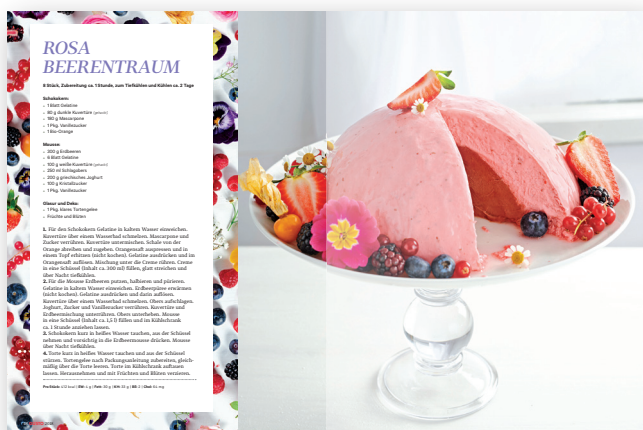 ROSA
BEERENTRAUM
8 Stück, Zubereitung ca. 1 Stunde, zum Tiefkühlen und Kühlen ca. 2 Tage
Schokokern:
1 Blatt Gelatine
80 g dunkle Kuvertüre (gehackt)
180 g Mascarpone
1 Pkg. Vanillezucker
1 Bio-Orange
Mousse:
300 g Erdbeeren
6 Blatt Gelatine
100 g weiße Kuvertüre (gehackt)
250 ml Schlagobers
200 g griechisches Joghurt
100 g Kristallzucker
1 Pkg. Vanillezucker
Glasur und Deko:
1 Pkg. klares Tortengelee
Früchte und Blüten
1. Für den Schokokern Gelatine in kaltem Wasser einweichen.
Kuvertüre über einem Wasserbad schmelzen. Mascarpone und
Zucker verrühren. Kuvertüre untermischen. Schale von der
Orange abreiben und zugeben. Orangensaft auspressen und in
einem Topf erhitzen (nicht kochen). Gelatine ausdrücken und im
Orangensaft auflösen. Mischung unter die Creme rühren. Creme
in eine Schüssel (Inhalt ca. 300 ml) füllen, glatt streichen und
über Nacht tiefkühlen.
2. Für die Mousse Erdbeeren putzen, halbieren und pürieren.
Gelatine in kaltem Wasser einweichen. Erdbeerpüree erwärmen
(nicht kochen). Gelatine ausdrücken und darin auflösen.
Kuvertüre über einem Wasserbad schmelzen. Obers aufschlagen.
Joghurt, Zucker und Vanillezucker verrühren. Kuvertüre und
Erdbeermischung unterrühren. Obers unterheben. Mousse
in eine Schüssel (Inhalt ca. 1,5 l) füllen und im Kühlschrank
ca. 1 Stunde anziehen lassen.
3. Schokokern kurz in heißes Wasser tauchen, aus der Schüssel
nehmen und vorsichtig in die Erdbeermousse drücken. Mousse
über Nacht tiefkühlen.
4. Torte kurz in heißes Wasser tauchen und aus der Schüssel
stürzen. Tortengelee nach Packungsanleitung zubereiten, gleich-
mäßig über die Torte leeren. Torte im Kühlschrank auftauen
lassen. Herausnehmen und mit Früchten und Blüten verzieren.
Pro Stück: